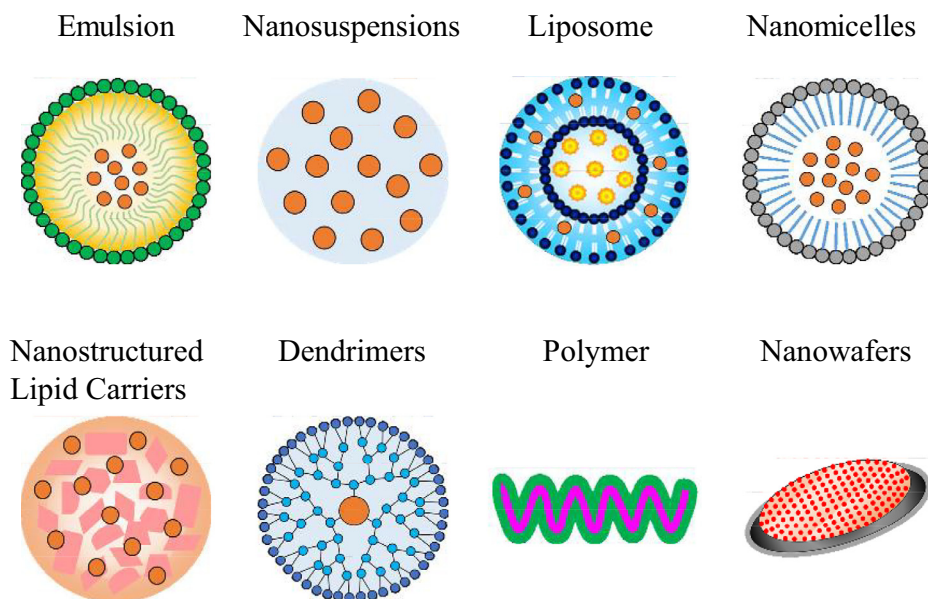 Emulsion
Nanosuspensions
Liposome
Nanomicelles
Nanostructured
Lipid Carriers
Dendrimers
Polymer
Nanowafers